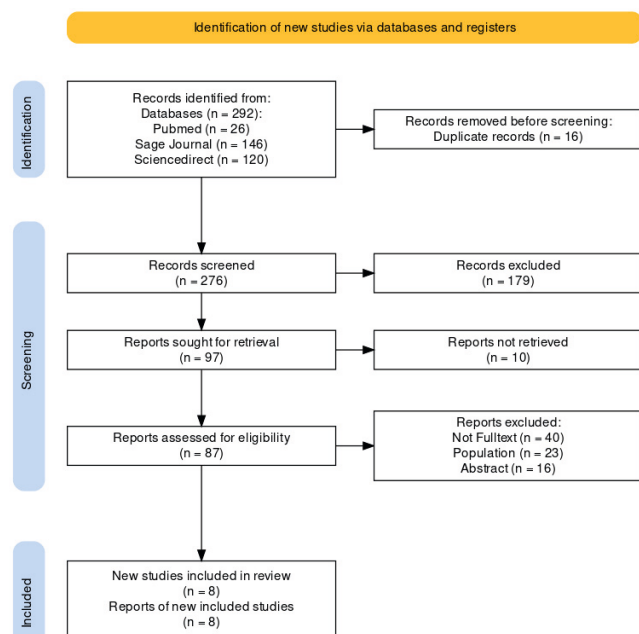 Identification of new studies via databases and registers
Identification
Records identified from:
Databases (n = 292):
Pubmed (n = 26)
Sage Journal (n = 146)
Sciencedirect (n = 120)
Records removed before screening:
Duplicate records (n = 16)
Screening
Records screened
(n = 276)
Records excluded
(n = 179)
Reports sought for retrieval
(n = 97)
Reports not retrieved
(n = 10)
Reports assessed for eligibility
(n = 87)
Reports excluded:
Not Fulltext (n = 40)
Population (n = 23)
Abstract (n = 16)
Included
New studies included in review
(n = 8)
Reports of new included studies
(n = 8)